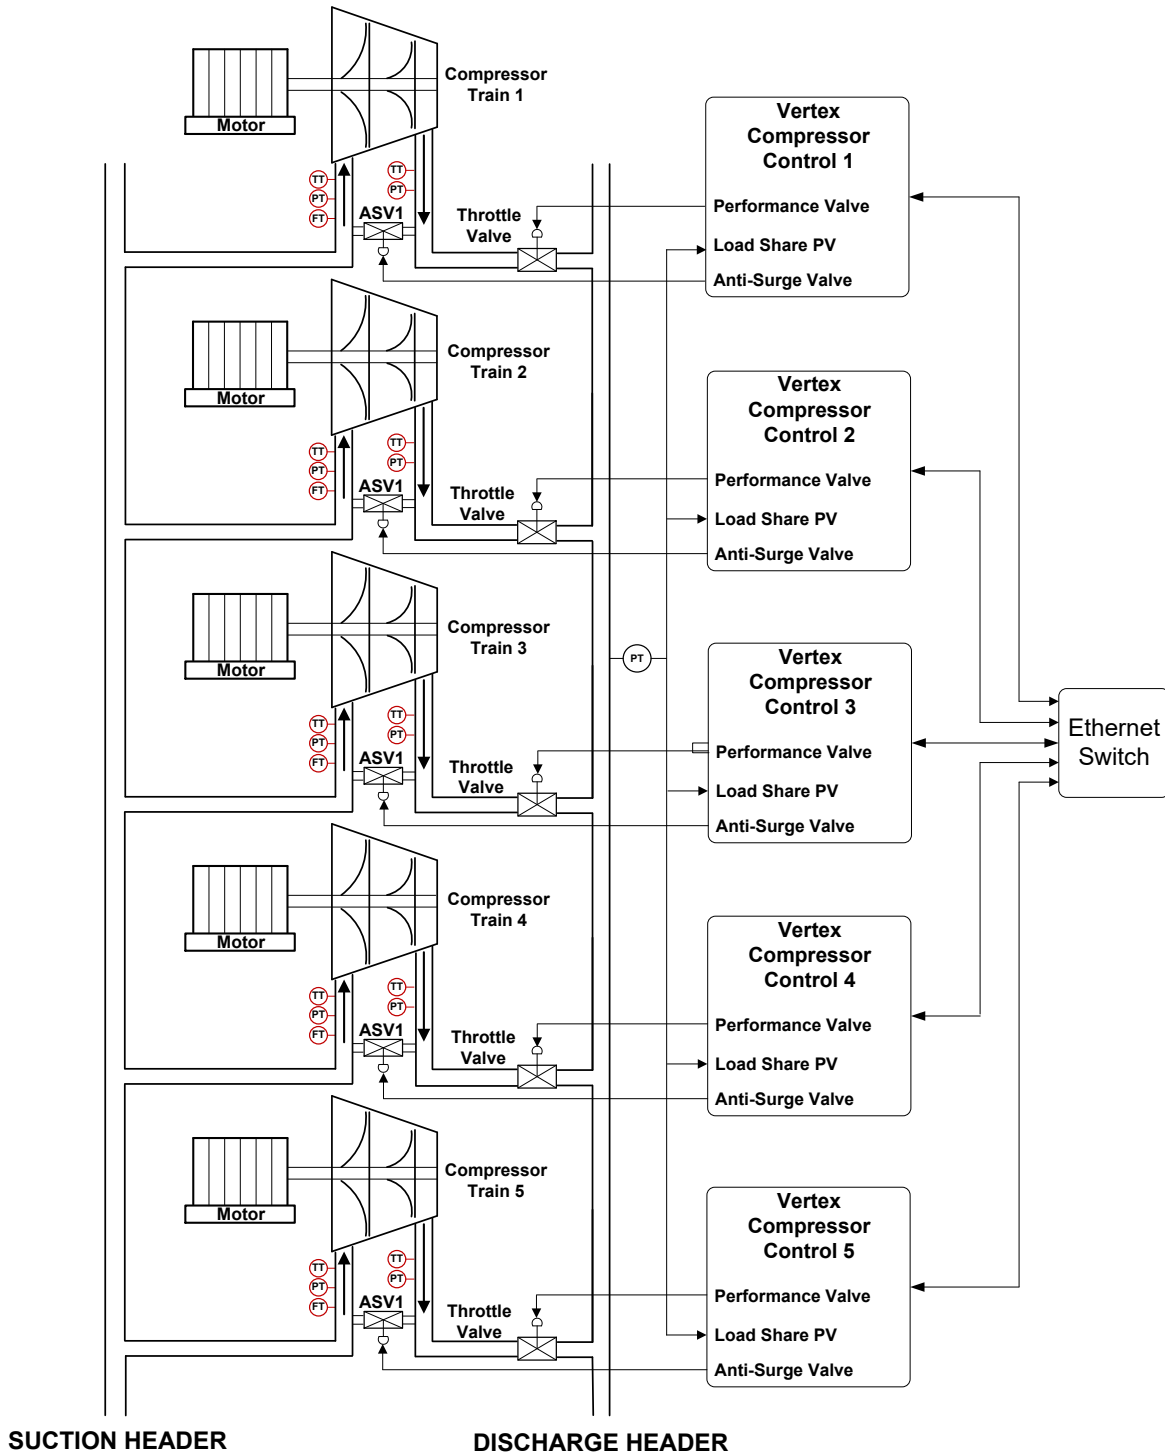 Compressor
Train 1
Motor
TT
PT
FT
TT
PT
ASV1
Throttle
Valve
Vertex
Compressor
Control 1
Performance Valve
Load Share PV
Anti-Surge Valve
Compressor
Train 2
Motor
TT
PT
FT
TT
PT
ASV1
Throttle
Valve
Vertex
Compressor
Control 2
Performance Valve
Load Share PV
Anti-Surge Valve
Compressor
Train 3
Motor
TT
PT
FT
TT
PT
ASV1
Throttle
Valve
PT
Vertex
Compressor
Control 3
Performance Valve
Load Share PV
Anti-Surge Valve
Ethernet
Switch
Compressor
Train 4
Motor
TT
PT
FT
TT
PT
ASV1
Throttle
Valve
Vertex
Compressor
Control 4
Performance Valve
Load Share PV
Anti-Surge Valve
Compressor
Train 5
Motor
TT
PT
FT
TT
PT
ASV1
Throttle
Valve
Vertex
Compressor
Control 5
Performance Valve
Load Share PV
Anti-Surge Valve
SUCTION HEADER
DISCHARGE HEADER